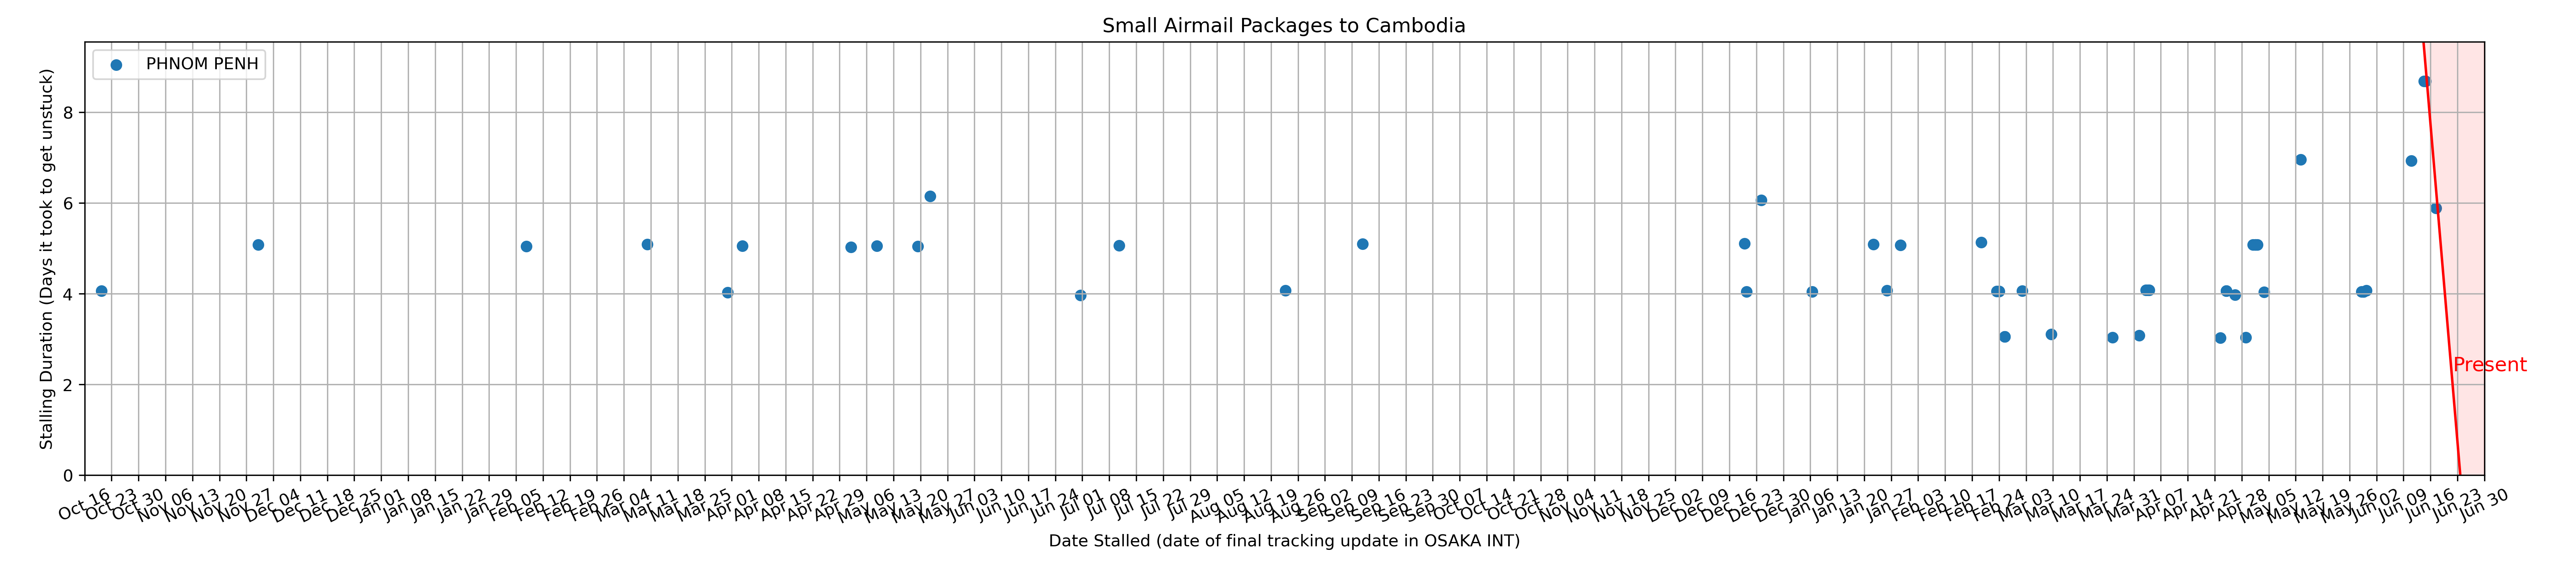 Small Airmail Packages to Cambodia
PHNOM PENH
Stalling Duration (Days it took to get unstuck)
8
6
4
2
0
Present
Oct 16
Oct 23
Oct 30
Nov 06
Nov 13
Nov 20
Nov 27
Dec 04
Dec 11
Dec 18
Dec 25
Jan 01
Jan 08
Jan 15
Jan 22
Jan 29
Feb 05
Feb 12
Feb 19
Feb 26
Mar 04
Mar 11
Mar 18
Mar 25
Apr 01
Apr 08
Apr 15
Apr 22
Apr 29
May 06
May 13
May 20
May 27
Jun 03
Jun 10
Jun 17
Jun 24
Jul 01
Jul 08
Jul 15
Jul 22
Jul 29
Aug 05
Aug 12
Aug 19
Aug 26
Sep 02
Sep 09
Sep 16
Sep 23
Sep 30
Oct 07
Oct 14
Oct 21
Oct 28
Nov 04
Nov 11
Nov 18
Nov 25
Dec 02
Dec 09
Dec 16
Dec 23
Dec 30
Jan 06
Jan 13
Jan 20
Jan 27
Feb 03
Feb 10
Feb 17
Feb 24
Mar 03
Mar 10
Mar 17
Mar 24
Mar 31
Apr 07
Apr 14
Apr 21
Apr 28
May 05
May 12
May 19
May 26
Jun 02
Jun 09
Jun 16
Jun 23
Jun 30
Date Stalled (date of final tracking update in OSAKA INT)